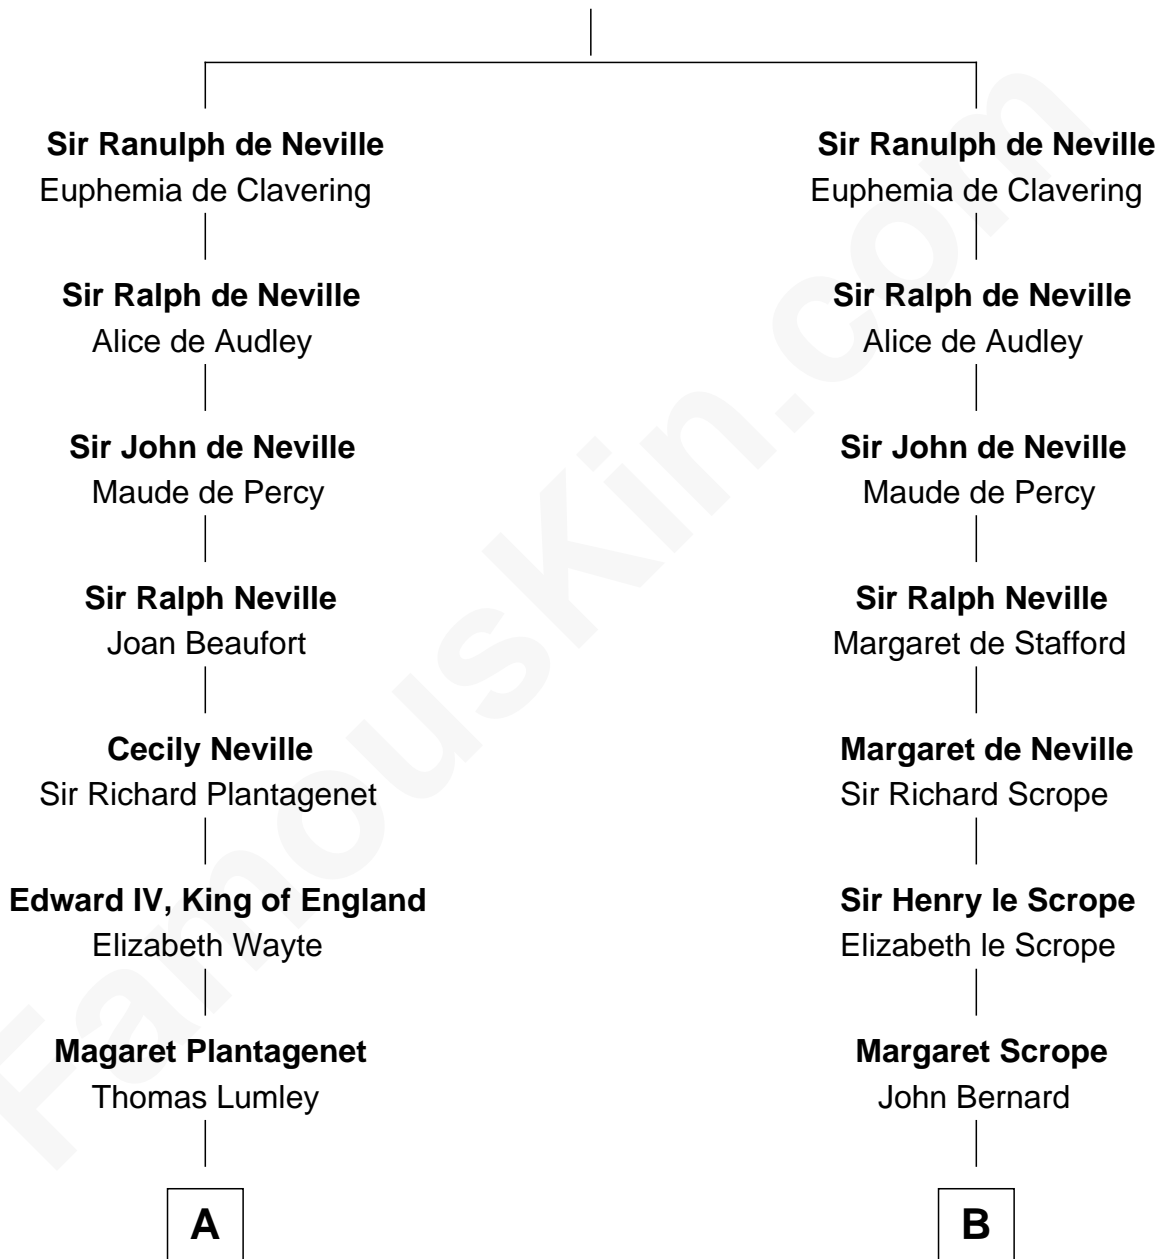 Sir Ranulph de Neville
Euphemia de Clavering
Sir Ralph de Neville
Alice de Audley
Sir John de Neville
Maude de Percy
Sir Ralph Neville
Joan Beaufort
Cecily Neville
Sir Richard Plantagenet
Edward IV, King of England
Elizabeth Wayte
Magaret Plantagenet
Thomas Lumley
A
Sir Ranulph de Neville
Euphemia de Clavering
Sir Ralph de Neville
Alice de Audley
Sir John de Neville
Maude de Percy
Sir Ralph Neville
Margaret de Stafford
Margaret de Neville
Sir Richard Scrope
Sir Henry le Scrope
Elizabeth le Scrope
Margaret Scrope
John Bernard
B
FamousKin.com